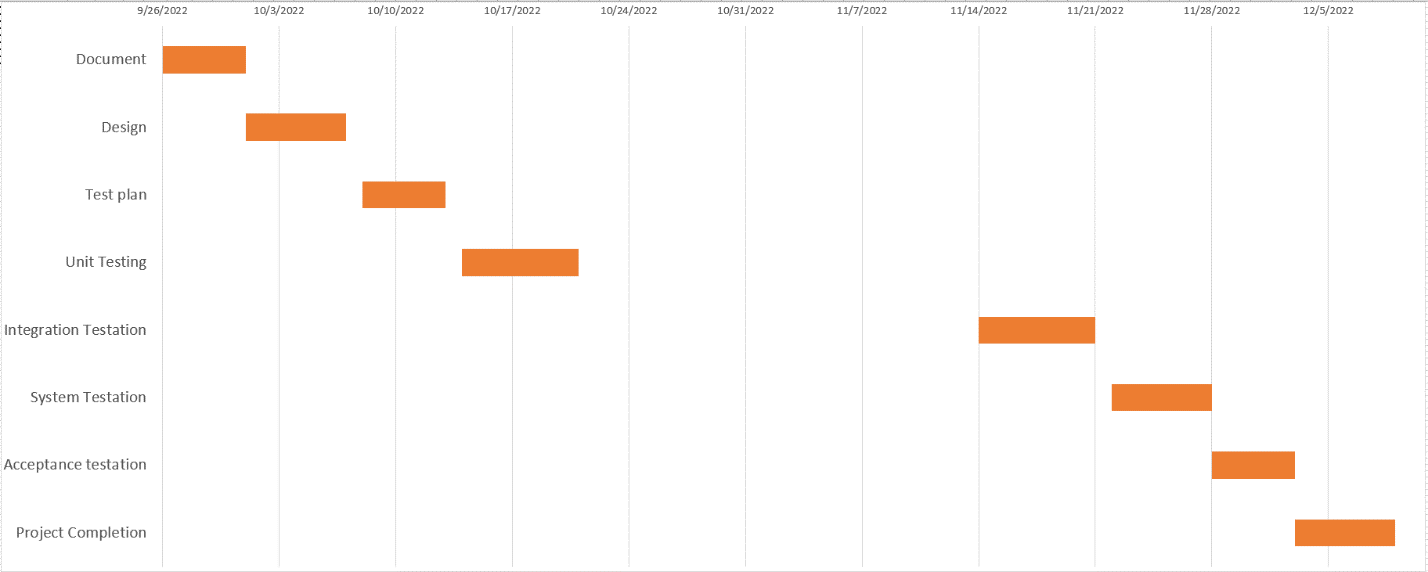 9/26/2022 10/3/2022 10/10/2022 10/17/2022 10/24/2022 10/31/2022 11/7/2022 11/14/2022 11/21/2022 11/28/2022 12/5/2022
Document
Design
Test plan
Unit Testing
Integration Testation
System Testation
Acceptance testation
Project Completion